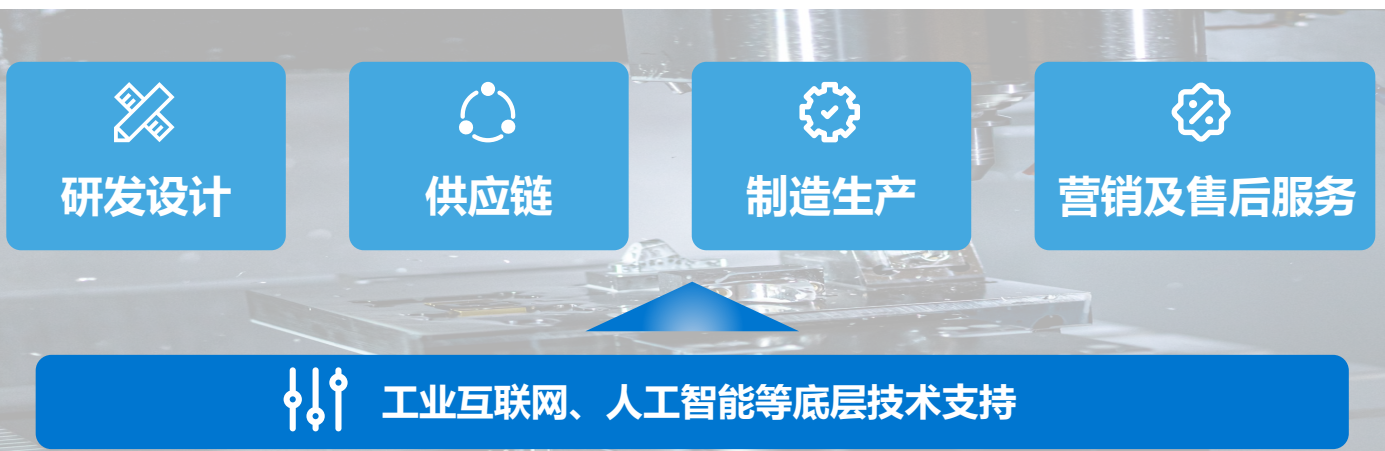 研发设计
供应链
制造生产
营销及售后服务
工业互联网、人工智能等底层技术支持